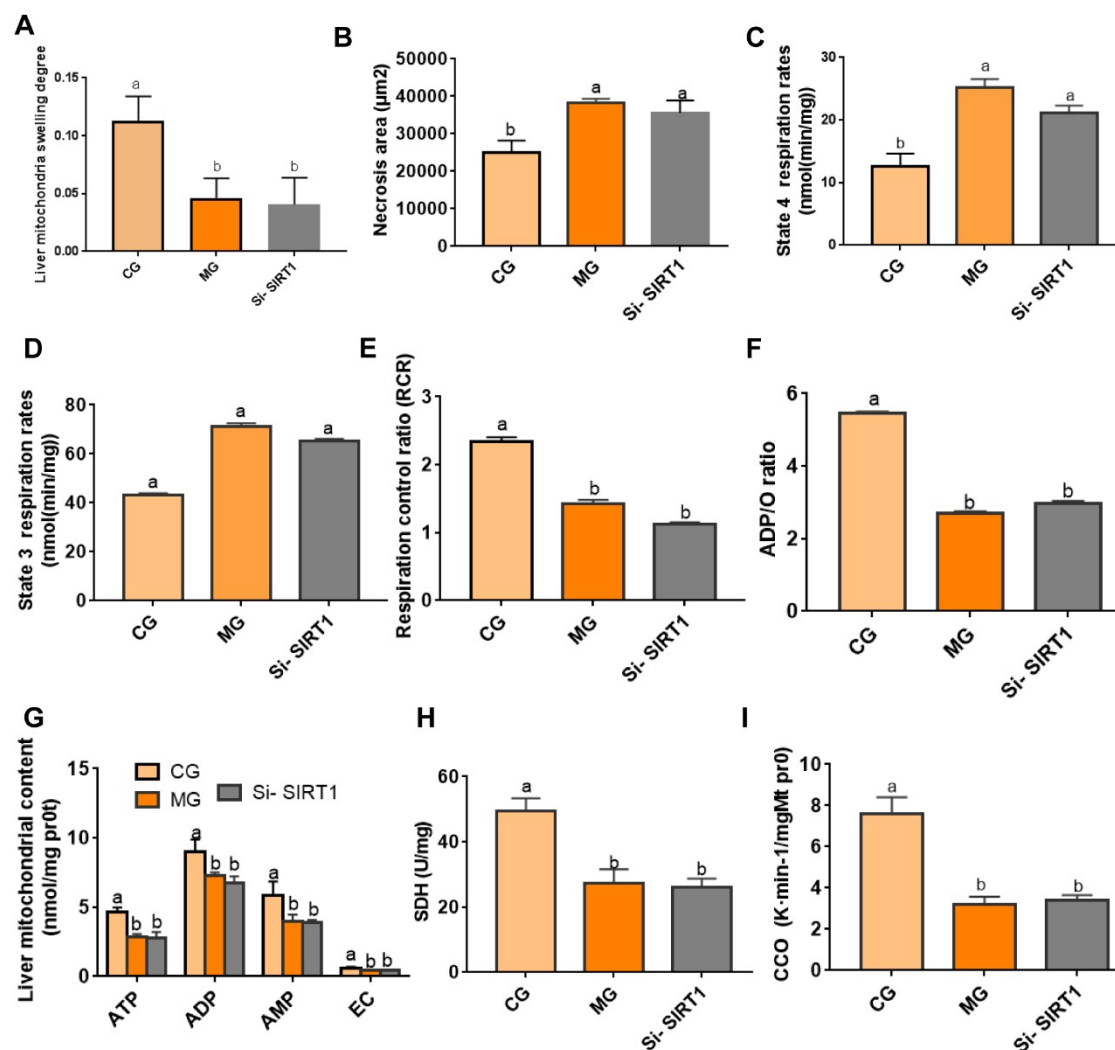 A
Liver mitochondria swelling degree
0.15
0.10
0.05
0.00
a
b
b
CG
MG
Si- SIRT1
B
Necrosis area (µm2)
50000
40000
30000
20000
10000
0
b
a
a
CG
MG
Si- SIRT1
C
State 4 respiration rates
(nmol(min/mg))
30
20
10
0
b
a
a
CG
MG
Si- SIRT1
D
State 3 respiration rates
(nmol(min/mg))
80
60
40
20
0
a
a
a
CG
MG
Si- SIRT1
E
Respiration control ratio (RCR)
3
2
1
0
a
b
b
CG
MG
Si- SIRT1
F
ADP/O ratio
6
4
2
0
a
b
b
CG
MG
Si- SIRT1
G
Liver mitochondrial content
(nmol/mg pr0t)
15
10
5
0
CG
MG
Si- SIRT1
a
b b
a
b b
a
b b
a
b b
ATP
ADP
AMP
EC
H
SDH (U/mg)
60
40
20
0
a
b
b
CG
MG
Si- SIRT1
I
CCO (K·min-1/mgMt pr0)
10
8
6
4
2
0
a
b
b
CG
MG
Si- SIRT1